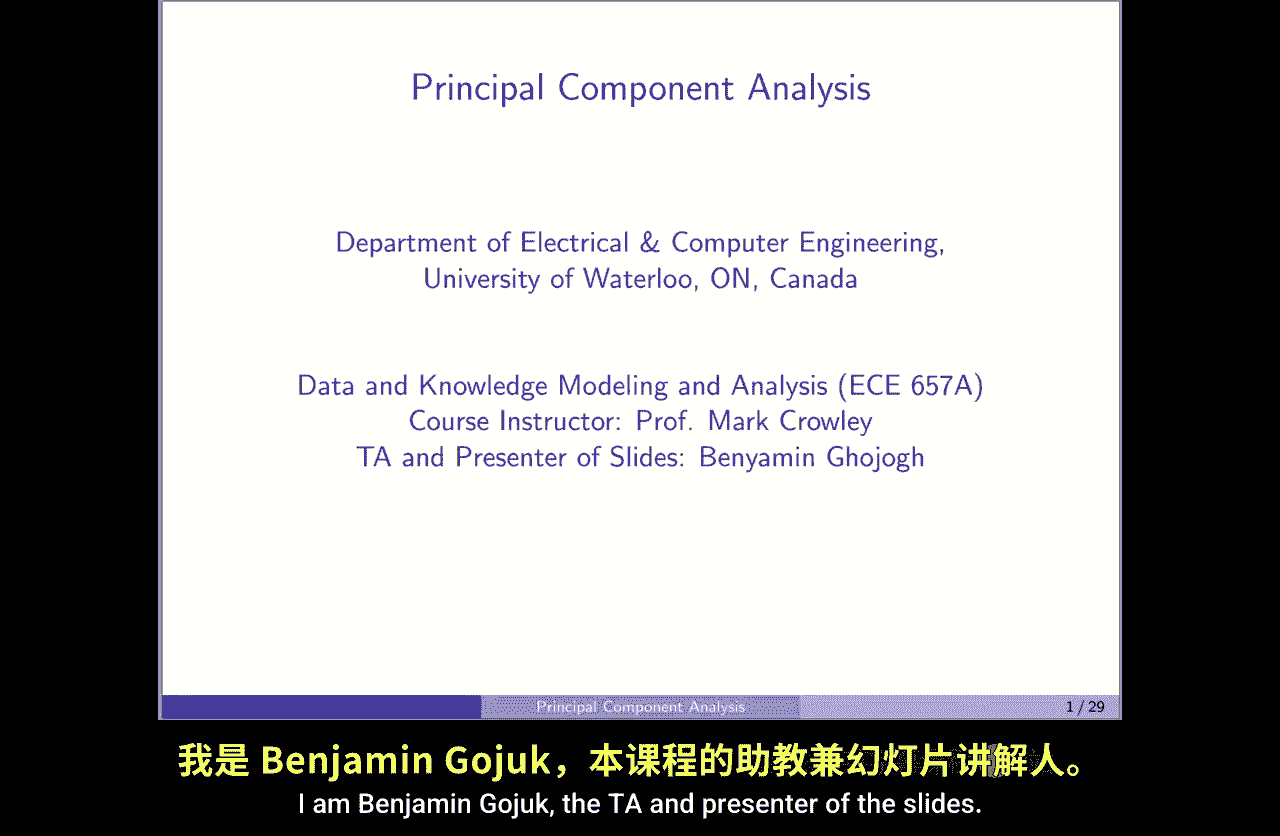 Principal Component Analysis
Department of Electrical & Computer Engineering,
University of Waterloo, ON, Canada
Data and Knowledge Modeling and Analysis (ECE 657A)
Course Instructor: Prof. Mark Crowley
TA and Presenter of Slides: Benyamin Ghojogh
Principal Component Analysis
1 / 29
我是 Benjamin Gojuk，本课程的助教兼幻灯片讲解人。
I am Benjamin Gojuk, the TA and presenter of the slides.